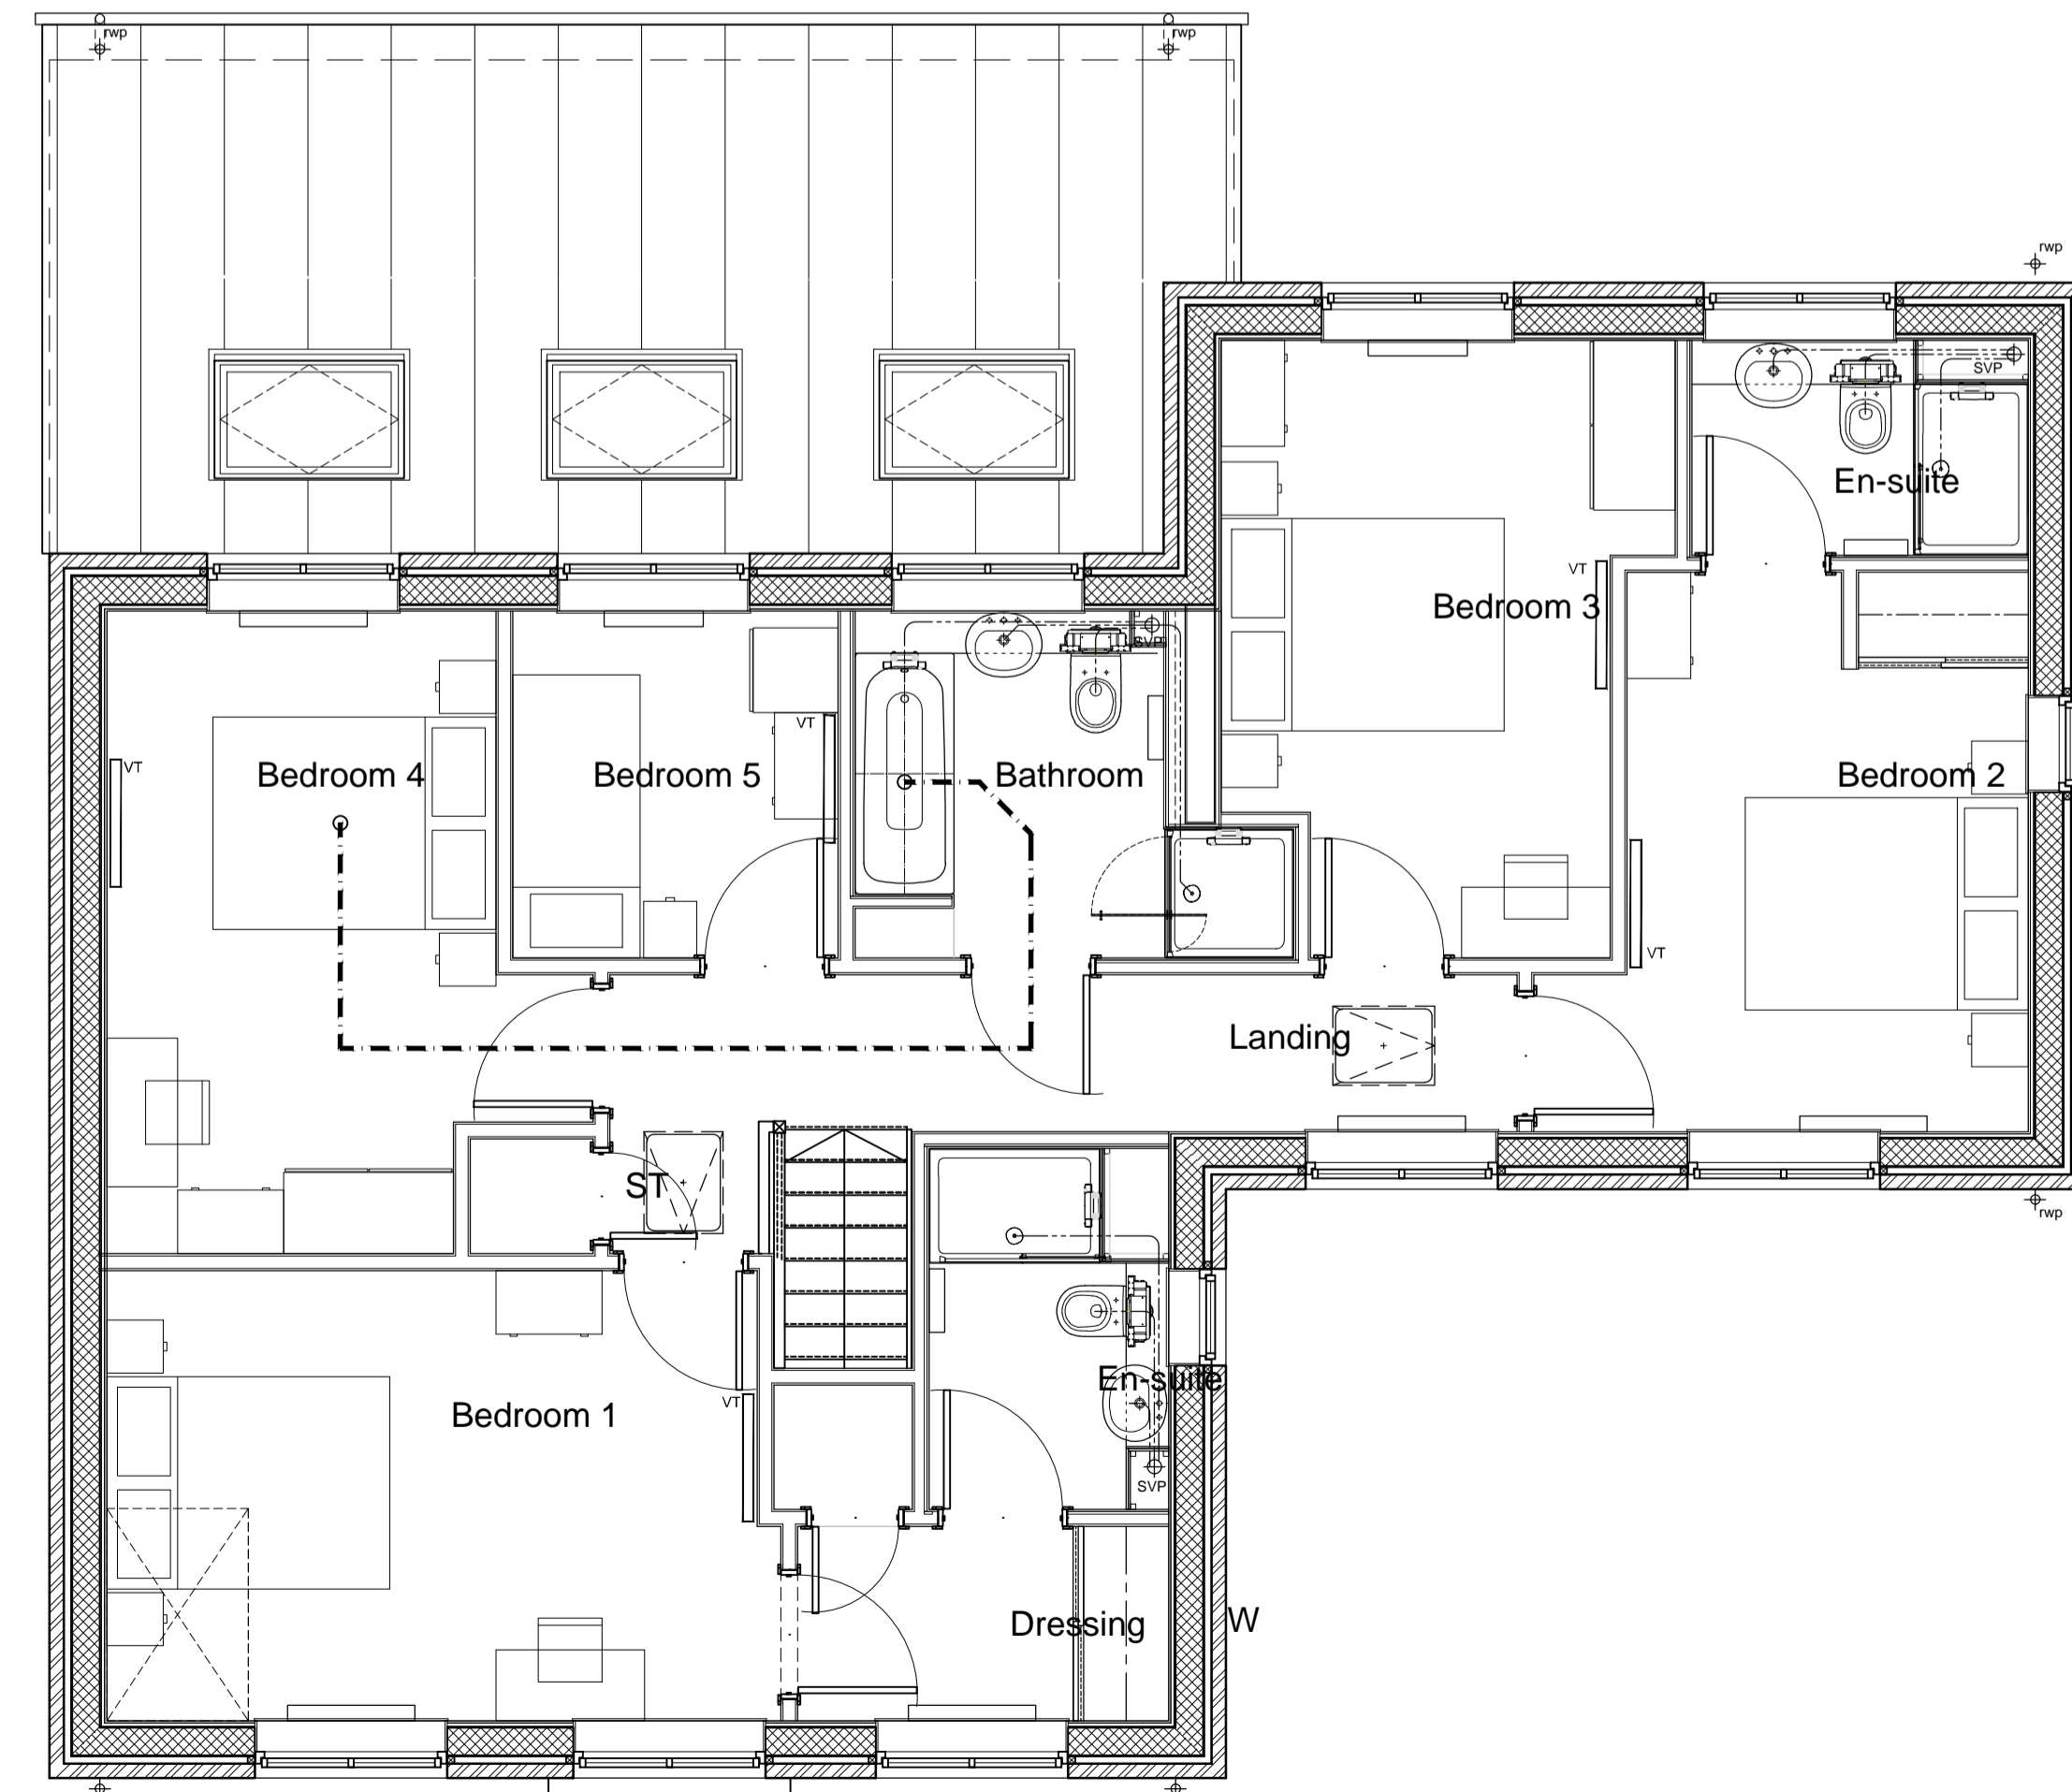 rwp
rwp
rwp
SVP
En-suite
VT
Bedroom 3
SVP
VT
VT
Bedroom 4
Bedroom 5
Bathroom
Bedroom 2
VT
Landing
ST
rwp
En-suite
VT
Bedroom 1
SVP
Dressing
W